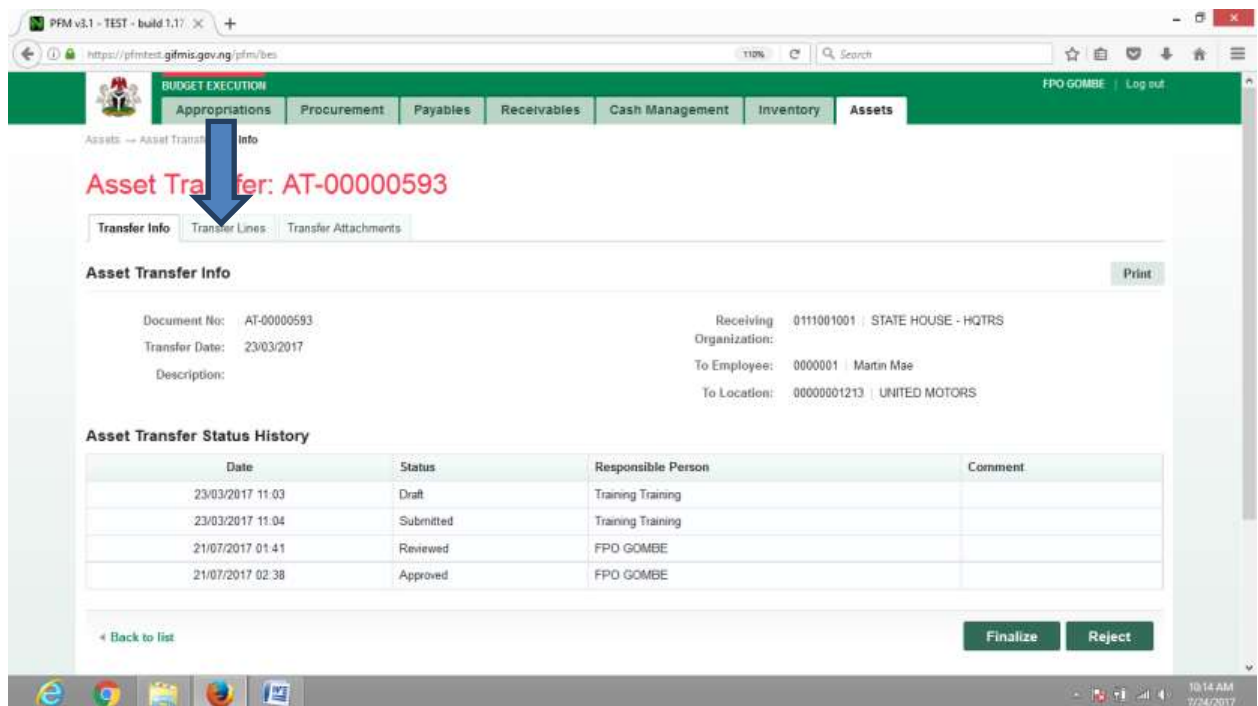 PFM v3.1 - TEST - build 1.17
https://pfmtest.gifmis.gov.ng/pfm/bes
110%
Search
BUDGET EXECUTION
FPO GOMBE | Log out
Appropriations Procurement Payables Receivables Cash Management Inventory Assets
Assets → Asset Info
Asset Tra fer: AT-00000593
Transfer Info Transfer Lines Transfer Attachments
Asset Transfer Info
Print
Document No: AT-00000593
Transfer Date: 23/03/2017
Description:
Receiving Organization: 0111001001 | STATE HOUSE - HQTRS
To Employee: 0000001 | Martin Mae
To Location: 00000001213 | UNITED MOTORS
Asset Transfer Status History
Date Status Responsible Person Comment
23/03/2017 11:03 Draft Training Training
23/03/2017 11:04 Submitted Training Training
21/07/2017 01:41 Reviewed FPO GOMBE
21/07/2017 02:38 Approved FPO GOMBE
Back to list
Finalize Reject
10:14 AM
7/24/2017